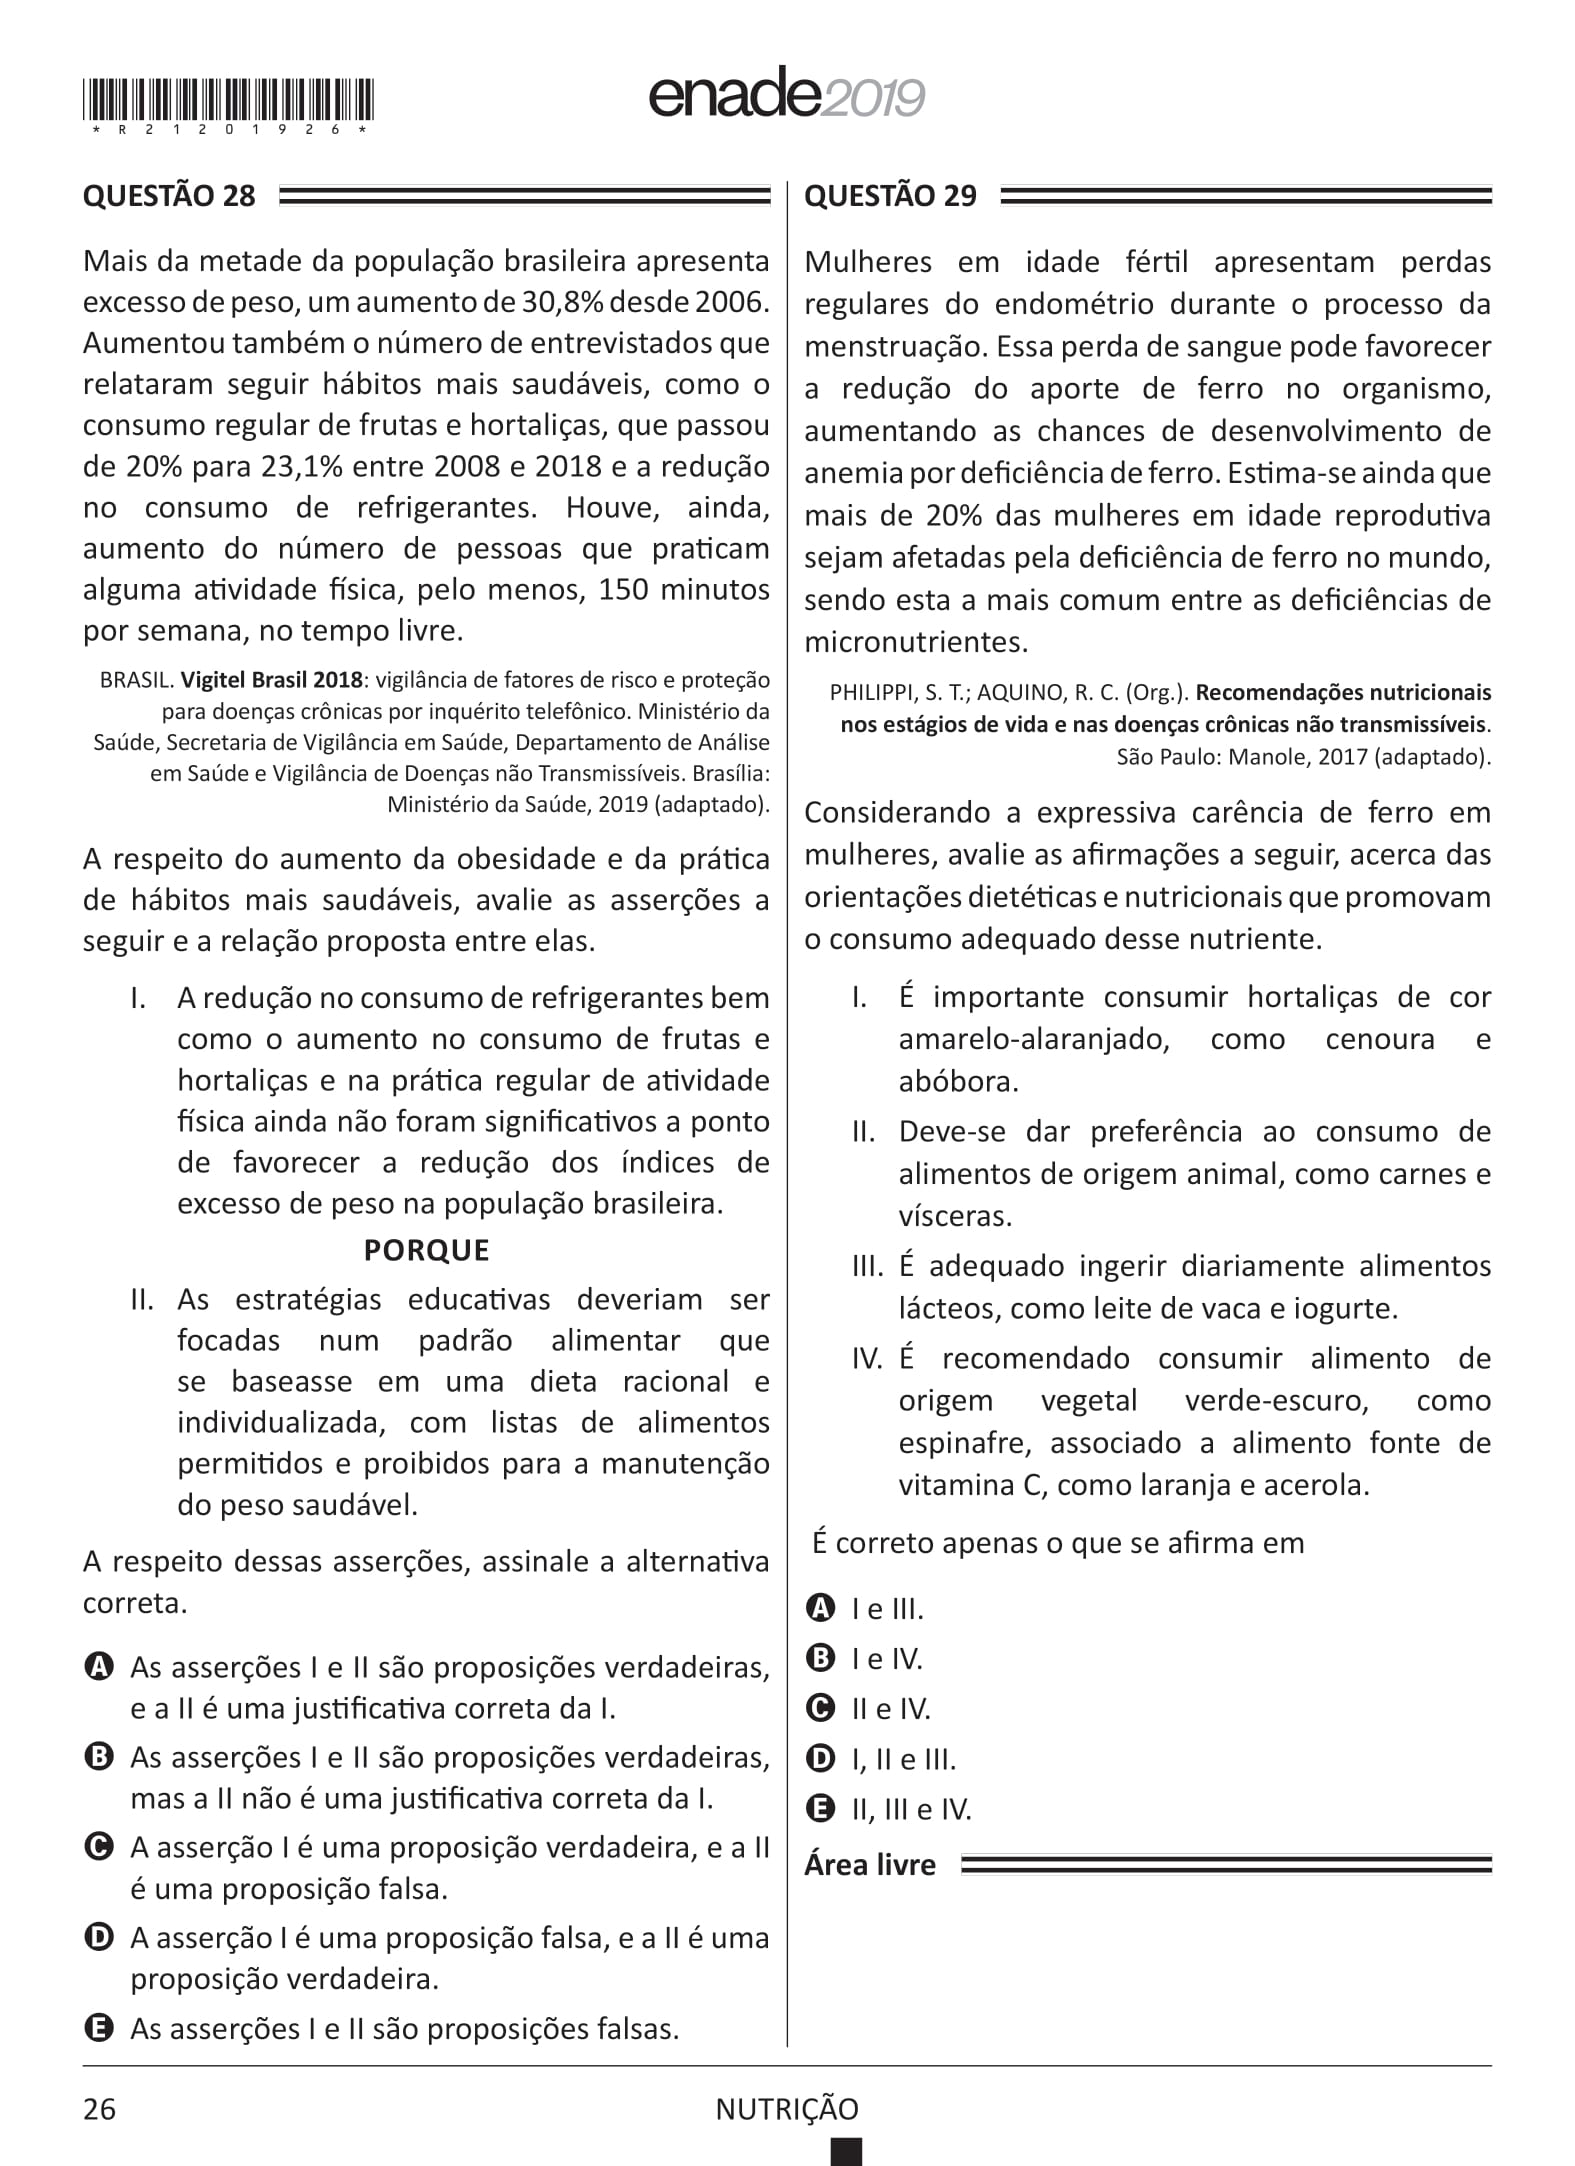 enade2019
*R21201926*
QUESTÃO 28
Mais da metade da população brasileira apresenta
excesso de peso, um aumento de 30,8% desde 2006.
Aumentou também o número de entrevistados que
relataram seguir hábitos mais saudáveis, como o
consumo regular de frutas e hortaliças, que passou
de 20% para 23,1% entre 2008 e 2018 e a redução
no consumo de refrigerantes. Houve, ainda,
aumento do número de pessoas que praticam
alguma atividade física, pelo menos, 150 minutos
por semana, no tempo livre.
BRASIL. Vigitel Brasil 2018: vigilância de fatores de risco e proteção
para doenças crônicas por inquérito telefônico. Ministério da
Saúde, Secretaria de Vigilância em Saúde, Departamento de Análise
em Saúde e Vigilância de Doenças não Transmissíveis. Brasília:
Ministério da Saúde, 2019 (adaptado).
A respeito do aumento da obesidade e da prática
de hábitos mais saudáveis, avalie as asserções a
seguir e a relação proposta entre elas.
I. A redução no consumo de refrigerantes bem
como o aumento no consumo de frutas e
hortaliças e na prática regular de atividade
física ainda não foram significativos a ponto
de favorecer a redução dos índices de
excesso de peso na população brasileira.
PORQUE
II. As estratégias educativas deveriam ser
focadas num padrão alimentar que
se baseasse em uma dieta racional e
individualizada, com listas de alimentos
permitidos e proibidos para a manutenção
do peso saudável.
A respeito dessas asserções, assinale a alternativa
correta.
A As asserções I e II são proposições verdadeiras,
e a II é uma justificativa correta da I.
B As asserções I e II são proposições verdadeiras,
mas a II não é uma justificativa correta da I.
C A asserção I é uma proposição verdadeira, e a II
é uma proposição falsa.
D A asserção I é uma proposição falsa, e a II é uma
proposição verdadeira.
E As asserções I e II são proposições falsas.
QUESTÃO 29
Mulheres em idade fértil apresentam perdas
regulares do endométrio durante o processo da
menstruação. Essa perda de sangue pode favorecer
a redução do aporte de ferro no organismo,
aumentando as chances de desenvolvimento de
anemia por deficiência de ferro. Estima-se ainda que
mais de 20% das mulheres em idade reprodutiva
sejam afetadas pela deficiência de ferro no mundo,
sendo esta a mais comum entre as deficiências de
micronutrientes.
PHILIPPI, S. T.; AQUINO, R. C. (Org.). Recomendações nutricionais
nos estágios de vida e nas doenças crônicas não transmissíveis.
São Paulo: Manole, 2017 (adaptado).
Considerando a expressiva carência de ferro em
mulheres, avalie as afirmações a seguir, acerca das
orientações dietéticas e nutricionais que promovam
o consumo adequado desse nutriente.
I. É importante consumir hortaliças de cor
amarelo-alaranjado, como cenoura e
abóbora.
II. Deve-se dar preferência ao consumo de
alimentos de origem animal, como carnes e
vísceras.
III. É adequado ingerir diariamente alimentos
lácteos, como leite de vaca e iogurte.
IV. É recomendado consumir alimento de
origem vegetal verde-escuro, como
espinafre, associado a alimento fonte de
vitamina C, como laranja e acerola.
É correto apenas o que se afirma em
A I e III.
B I e IV.
C II e IV.
D I, II e III.
E II, III e IV.
Área livre
26
NUTRIÇÃO